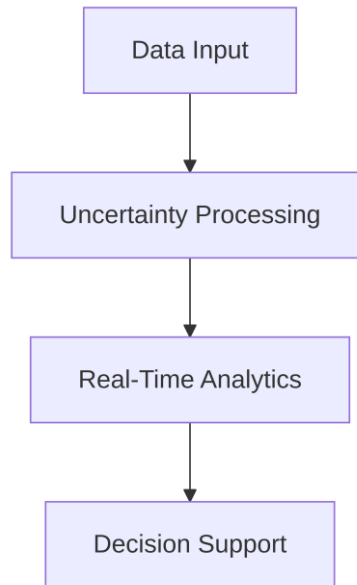 Data Input
Uncertainty Processing
Real-Time Analytics
Decision Support